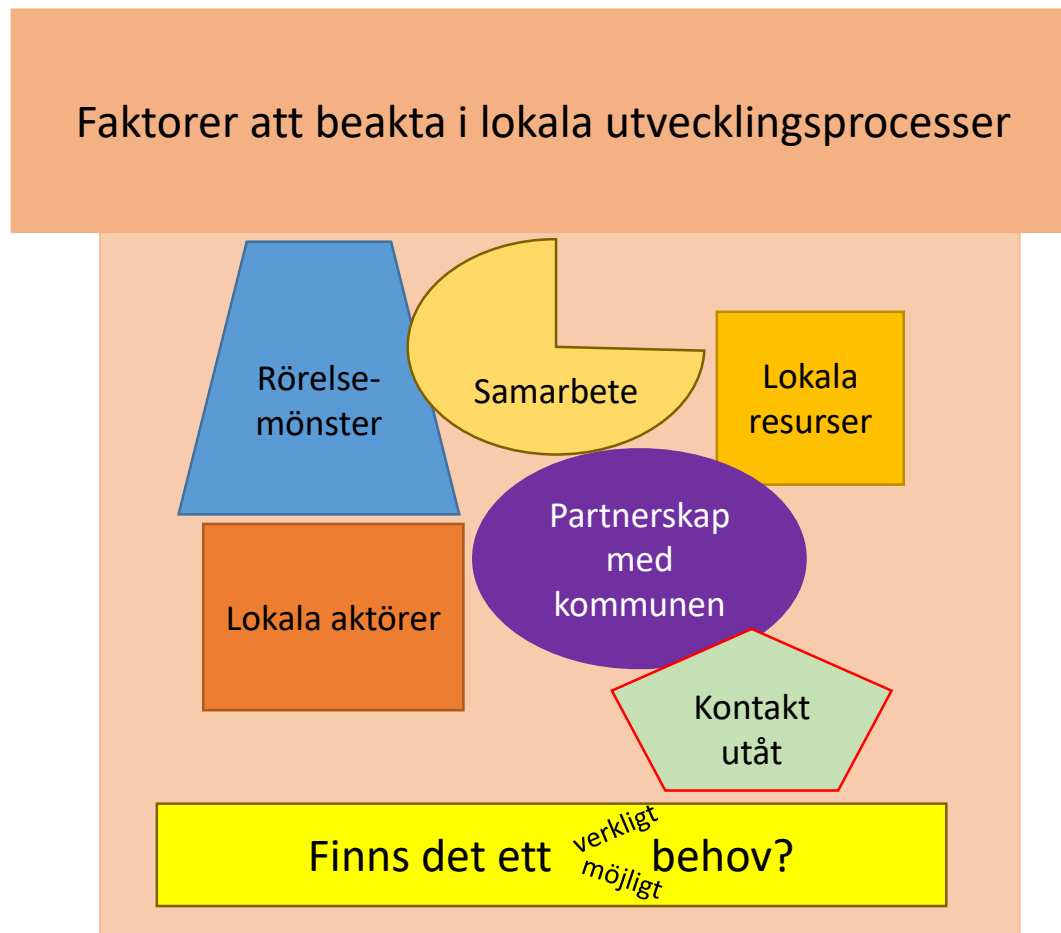 Faktorer att beakta i lokala utvecklingsprocesser
Rörelse-
mönster
Samarbete
Lokala
resurser
Partnerskap
med
kommunen
Lokala aktörer
Kontakt
utåt
Finns det ett verkligt möjligt behov?